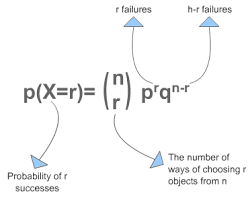 r failures
h-r failures
p(X=r)= (n r) p^r q^n-r
Probability of r
successes
The number of
ways of choosing r
objects from n